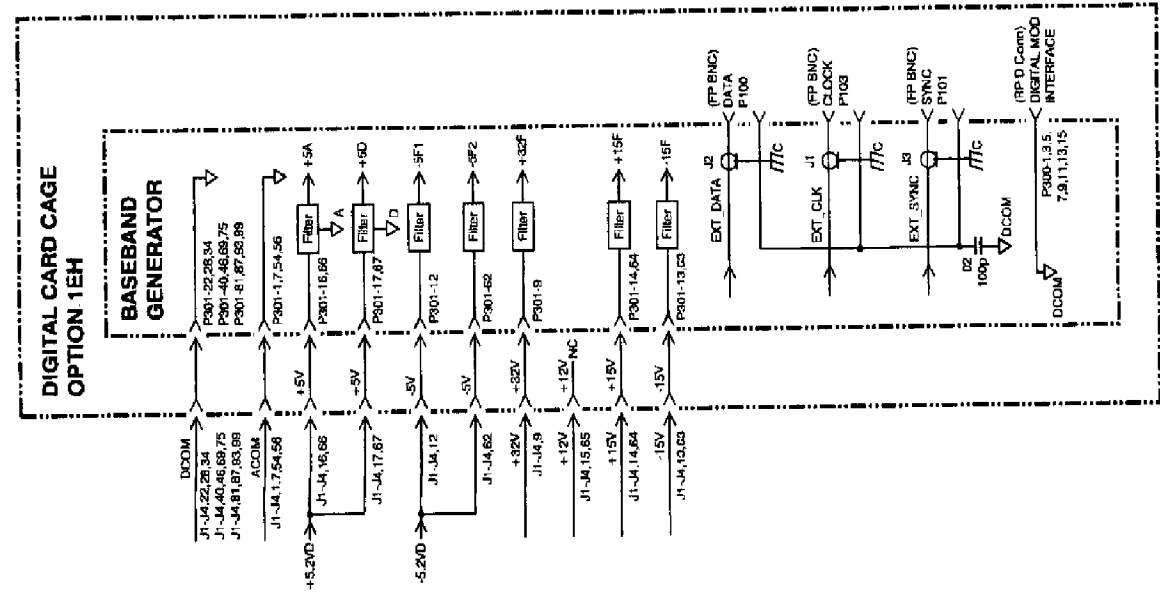 DIGITAL CARD CAGE
OPTION 1EH
BASEBAND
GENERATOR
DCOM
J1-J4,22,28,34
J1-J4,40,46,69,75
J1-J4,81,87,93,99
P301-22,28,34
P301-40,46,69,75
P301-81,87,93,99
ACOM
J1-J4,1,7,54,56
P301-1,7,54,56
+5.2VD
J1-J4,16,66
+5V
P301-16,66
Filter
+5A
A
J1-J4,17,67
+5V
P301-17,67
Filter
+5D
D
-5.2VD
J1-J4,12
-5V
P301-12
Filter
-5F1
J1-J4,62
-5V
P301-62
Filter
-5F2
+32V
J1-J4,9
+32V
P301-9
Filter
+32F
+12V
J1-J4,15,65
+12V
NC
+15V
J1-J4,14,64
+15V
P301-14,64
Filter
+15F
-15V
J1-J4,13,63
-15V
P301-13,63
Filter
-15F
EXT_DATA
J2
C
(FP BNC)
DATA
P100
EXT_CLK
J1
C
(FP BNC)
CLOCK
P103
EXT_SYNC
J3
C
(FP BNC)
SYNC
P101
D2
100p
DCOM
DCOM
P300-1,3,5,
7,9,11,13,15
(RP D Conn)
DIGITAL MOD
INTERFACE